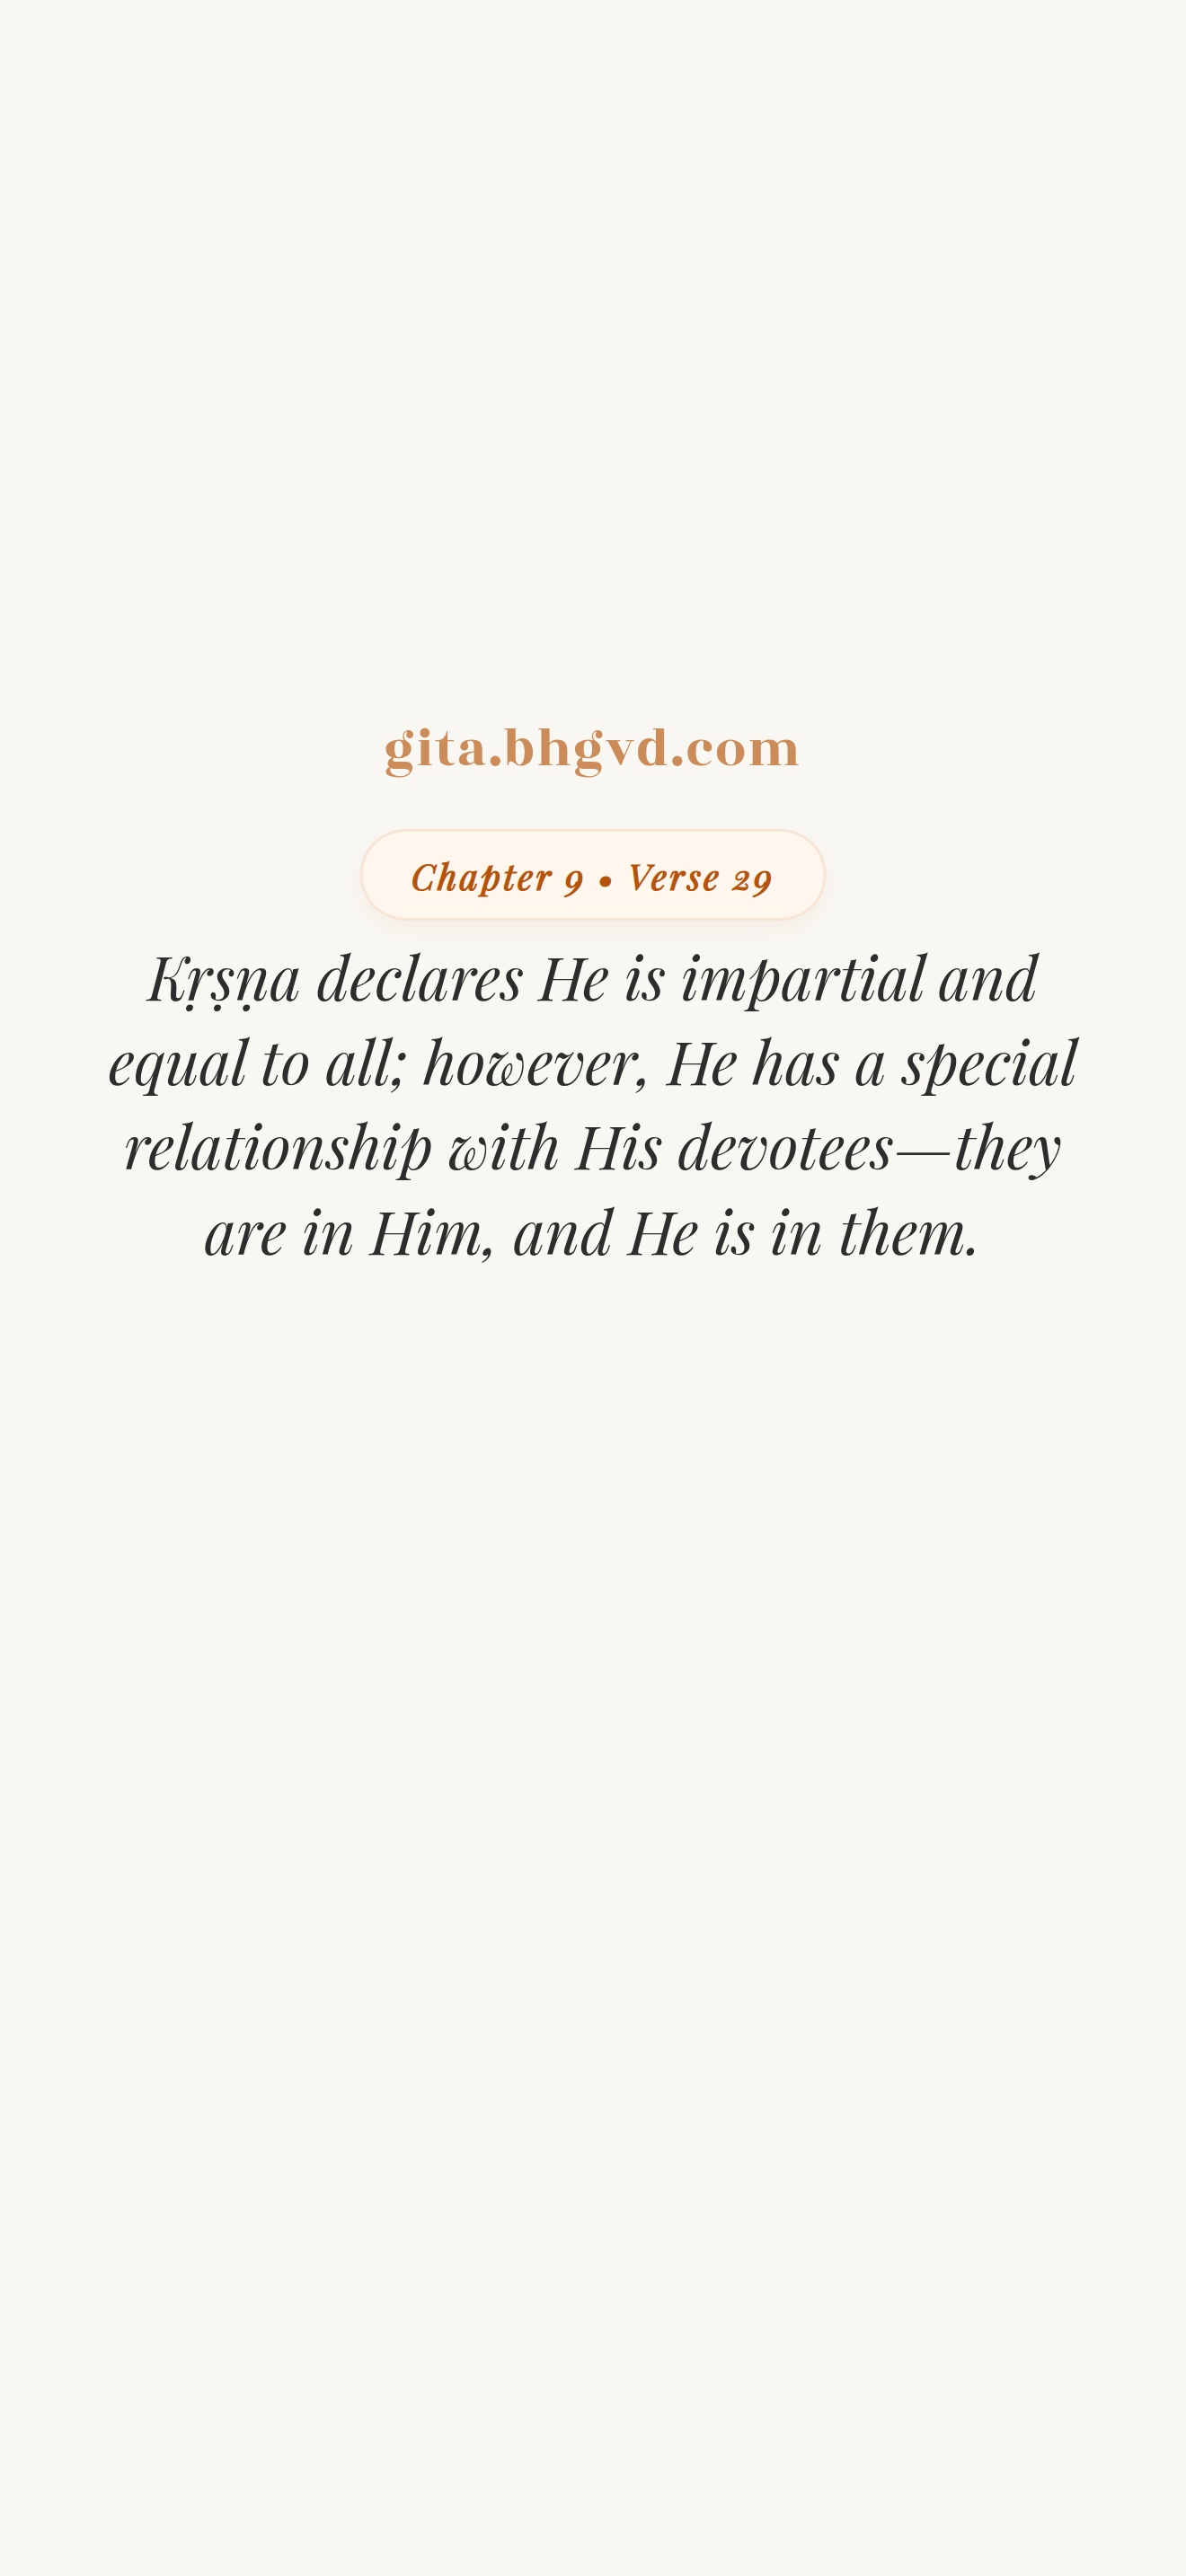 gita.bhgvd.com
Chapter 9 • Verse 29
Kṛṣṇa declares He is impartial and
equal to all; however, He has a special
relationship with His devotees—they
are in Him, and He is in them.